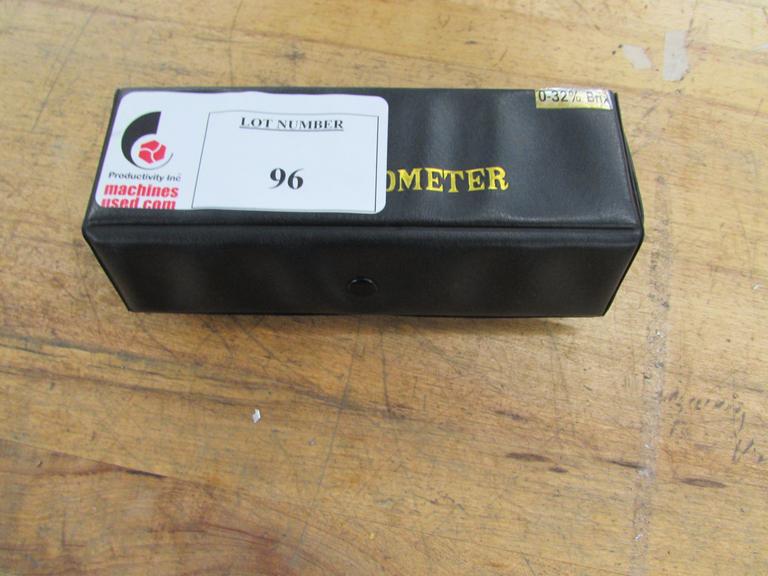 LOT NUMBER
96
Productivity Inc
machines
used.com
0-32% Brix
OMETER